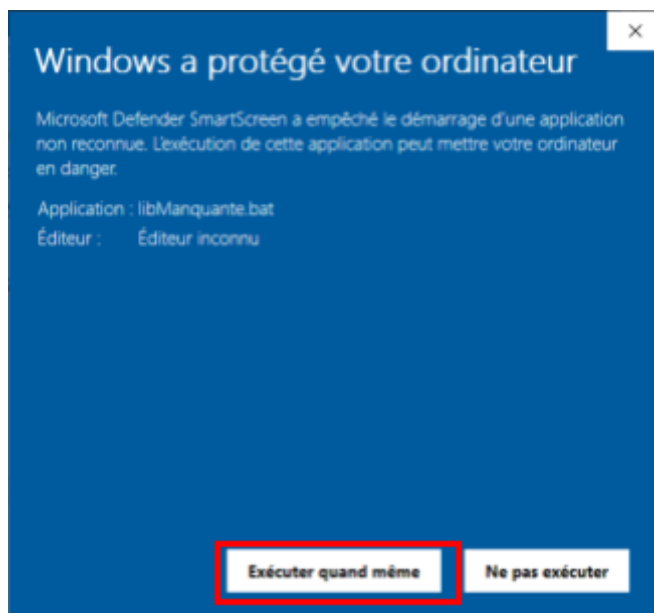 Windows a protégé votre ordinateur
Microsoft Defender SmartScreen a empêché le démarrage d'une application
non reconnue. L'exécution de cette application peut mettre votre ordinateur
en danger.
Application : libManquante.bat
Éditeur : Éditeur inconnu
Exécuter quand même Ne pas exécuter